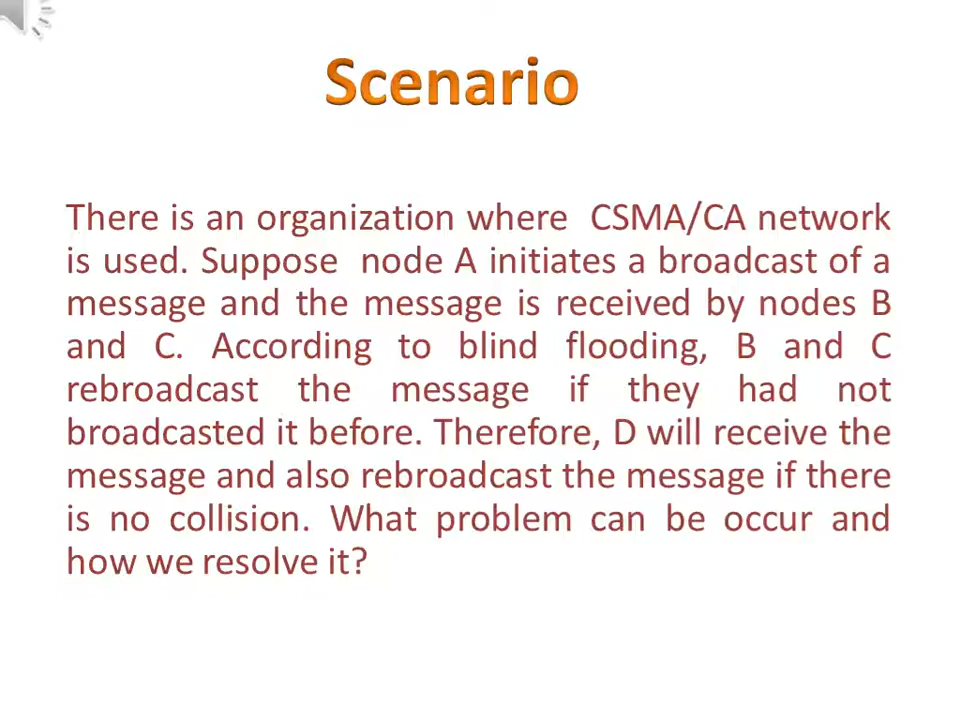 Scenario
There is an organization where CSMA/CA network
is used. Suppose node A initiates a broadcast of a
message and the message is received by nodes B
and C. According to blind flooding, B and C
rebroadcast the message if they had not
broadcasted it before. Therefore, D will receive the
message and also rebroadcast the message if there
is no collision. What problem can be occur and
how we resolve it?